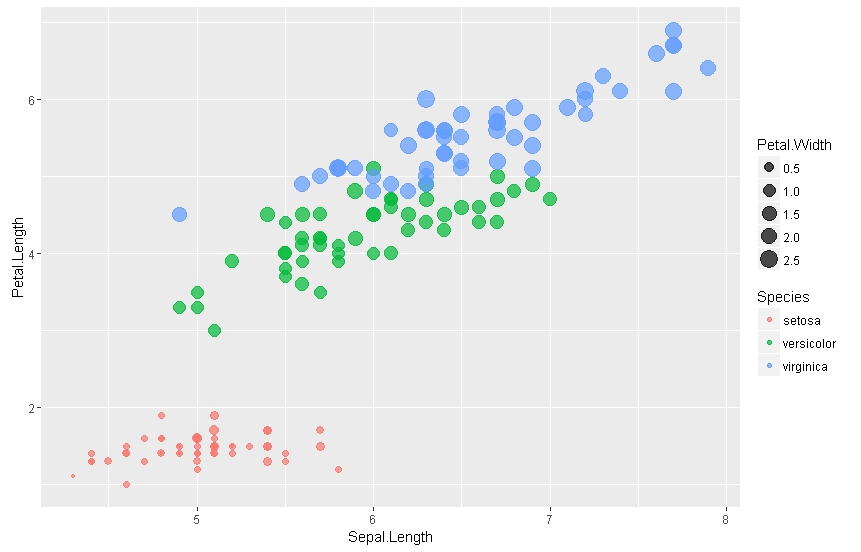 6
4
2
5
6
7
8
Sepal.Length
Petal.Length
Petal.Width
0.5
1.0
1.5
2.0
2.5
Species
setosa
versicolor
virginica